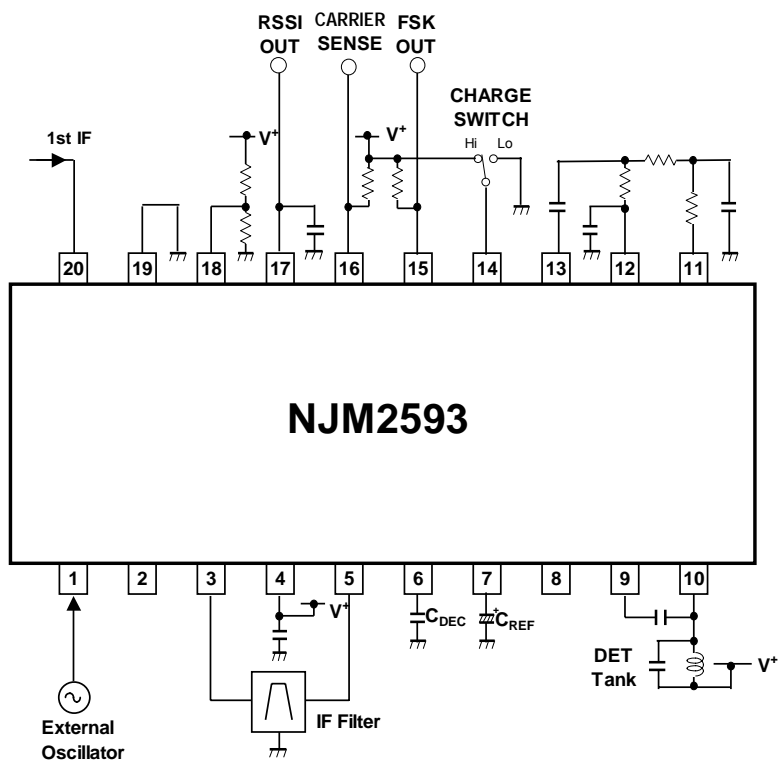 RSSI OUT
CARRIER SENSE
FSK OUT
CHARGE SWITCH
Hi Lo
1st IF
V+
V+
20 19 18 17 16 15 14 13 12 11
NJM2593
1 2 3 4 5 6 7 8 9 10
V+
CDEC
+
CREF
DET Tank
V+
IF Filter
External Oscillator